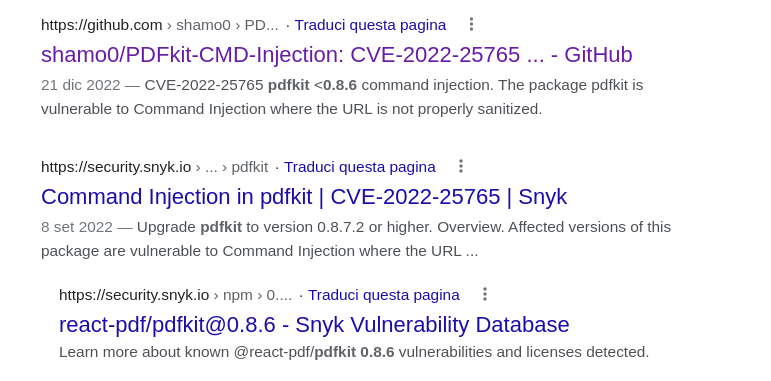 https://github.com › shamo0 › PD... · Traduci questa pagina
shamo0/PDFkit-CMD-Injection: CVE-2022-25765 ... - GitHub
21 dic 2022 — CVE-2022-25765 pdfkit <0.8.6 command injection. The package pdfkit is
vulnerable to Command Injection where the URL is not properly sanitized.
https://security.snyk.io › ... › pdfkit · Traduci questa pagina
Command Injection in pdfkit | CVE-2022-25765 | Snyk
8 set 2022 — Upgrade pdfkit to version 0.8.7.2 or higher. Overview. Affected versions of this
package are vulnerable to Command Injection where the URL ...
https://security.snyk.io › npm › 0.... · Traduci questa pagina
react-pdf/pdfkit@0.8.6 - Snyk Vulnerability Database
Learn more about known @react-pdf/pdfkit 0.8.6 vulnerabilities and licenses detected.